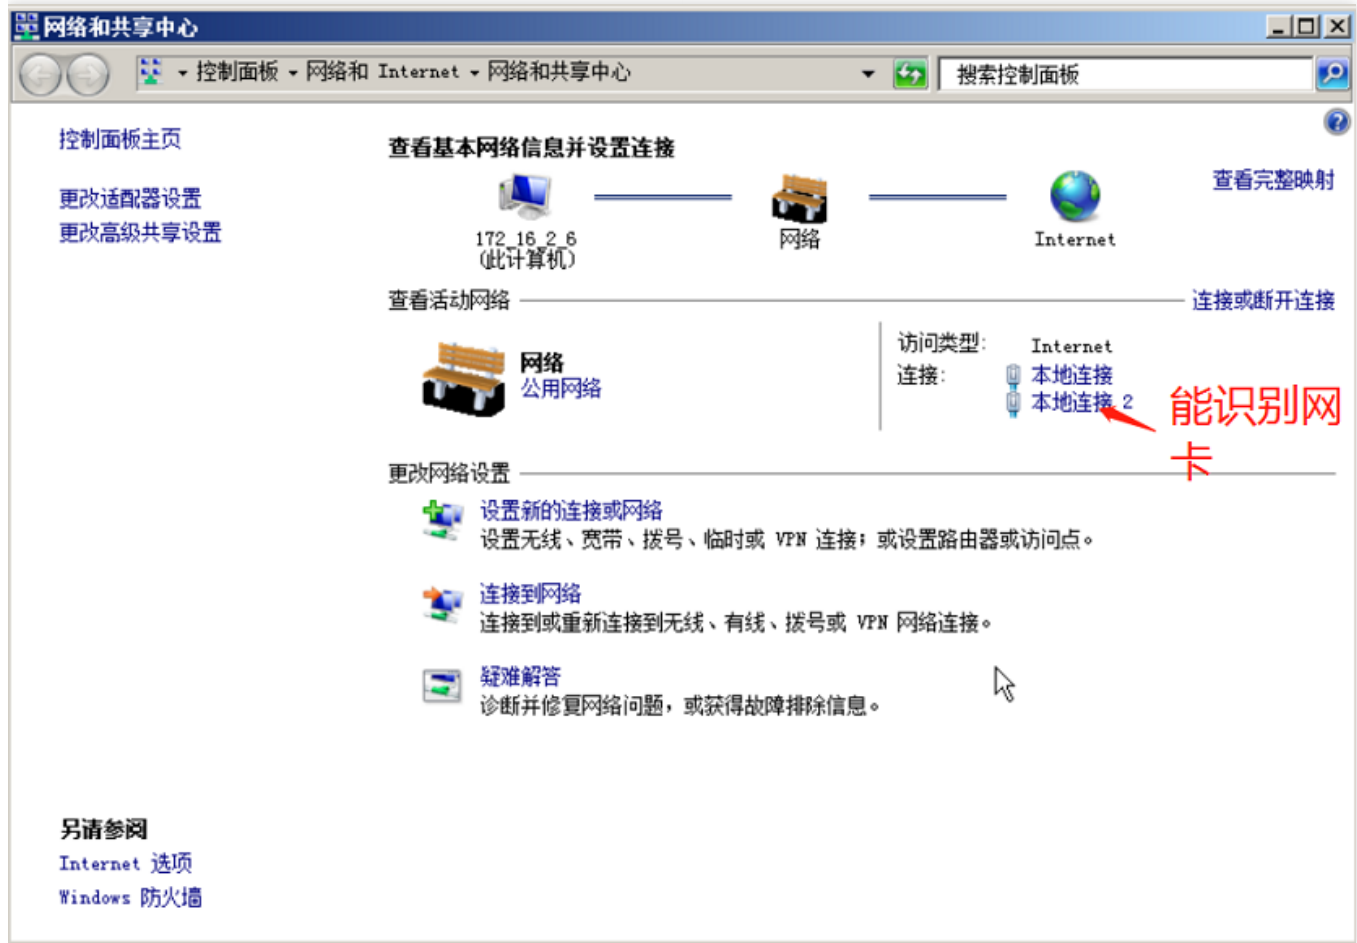 网络和共享中心
控制面板 网络和 Internet 网络和共享中心 搜索控制面板
控制面板主页
更改适配器设置
更改高级共享设置
查看基本网络信息并设置连接
查看完整映射
172_16_2_6
(此计算机)
网络
Internet
查看活动网络
连接或断开连接
网络
公用网络
访问类型: Internet
连接: 本地连接
本地连接 2
能识别网
卡
更改网络设置
设置新的连接或网络
设置无线、宽带、拨号、临时或 VPN 连接；或设置路由器或访问点。
连接到网络
连接到或重新连接到无线、有线、拨号或 VPN 网络连接。
疑难解答
诊断并修复网络问题，或获得故障排除信息。
另请参阅
Internet 选项
Windows 防火墙